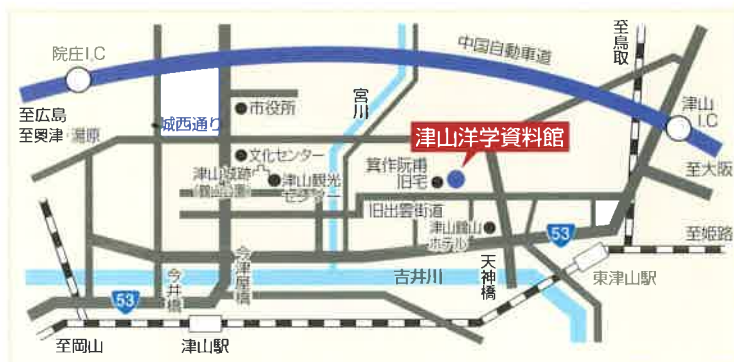 院庄I.C
中国自動車道
至鳥取
至広島
至奥津・湯原
城西通り
市役所
宮川
津山
I.C
津山洋学資料館
文化センター
箕作阮甫
旧宅
至大阪
津山城跡
(鶴山公園)
津山観光
センター
旧出雲街道
津山鶴山
ホテル
53
至姫路
今津屋橋
吉井川
天神橋
東津山駅
今井橋
53
至岡山
津山駅